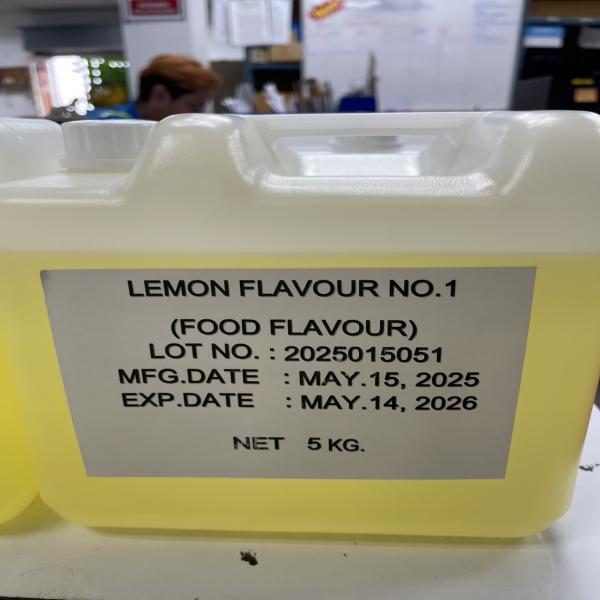 LEMON FLAVOUR NO.1
(FOOD FLAVOUR)
LOT NO. : 2025015051
MFG.DATE : MAY.15, 2025
EXP.DATE : MAY.14, 2026
NET 5 KG.